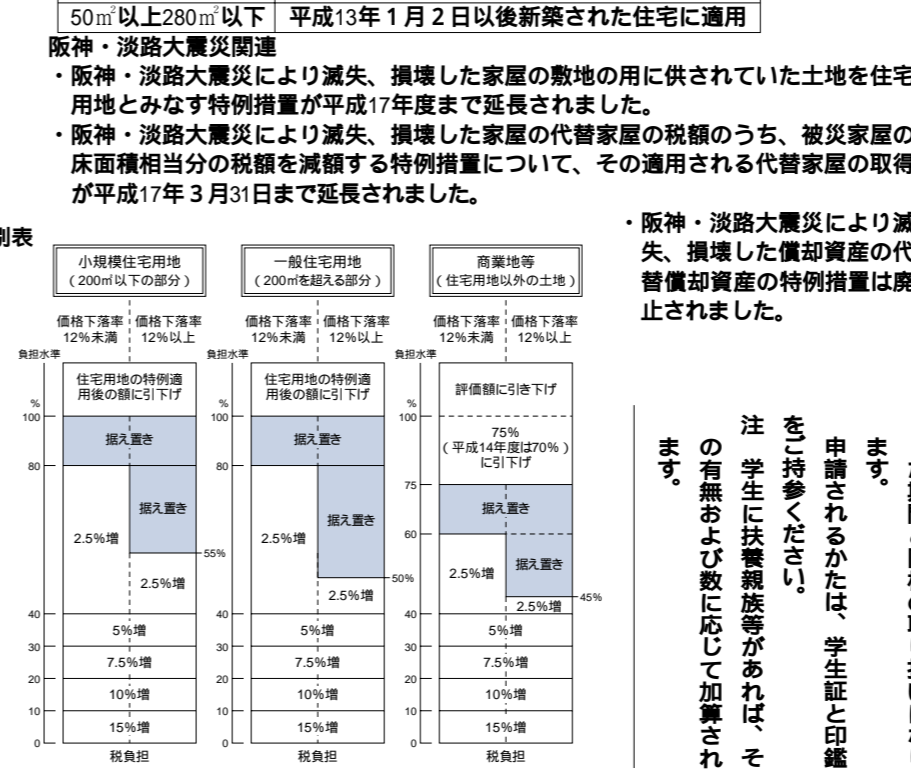 50㎡以上280㎡以下 平成13年1月2日以後新築された住宅に適用
阪神・淡路大震災関連
・阪神・淡路大震災により滅失、損壊した家屋の敷地の用に供されていた土地を住宅
用地とみなす特例措置が平成17年度まで延長されました。
・阪神・淡路大震災により滅失、損壊した家屋の代替家屋の税額のうち、被災家屋の
床面積相当分の税額を減額する特例措置について、その適用される代替家屋の取得
が平成17年3月31日まで延長されました。
・阪神・淡路大震災により滅
失、損壊した償却資産の代
替償却資産の特例措置は廃
止されました。
別表
小規模住宅用地
(200㎡以下の部分)
価格下落率
12%未満
価格下落率
12%以上
負担水準
%
100
80
40
30
20
10
0
住宅用地の特例適
用後の額に引下げ
据え置き
据え置き
2.5%増
55%
2.5%増
5%増
7.5%増
10%増
15%増
税負担
一般住宅用地
(200㎡を超える部分)
価格下落率
12%未満
価格下落率
12%以上
負担水準
%
100
80
40
30
20
10
0
住宅用地の特例適
用後の額に引下げ
据え置き
据え置き
2.5%増
50%
2.5%増
5%増
7.5%増
10%増
15%増
税負担
商業地等
(住宅用地以外の土地)
価格下落率
12%未満
価格下落率
12%以上
負担水準
%
100
75
60
40
30
20
10
0
評価額に引き下げ
75%
(平成14年度は70%)
に引下げ
据え置き
据え置き
2.5%増
45%
2.5%増
5%増
7.5%増
10%増
15%増
税負担
ます。
申請されるかたは、学生証と印鑑
をご持参ください。
注 学生に扶養親族等があれば、そ
の有無および数に応じて加算され
ます。